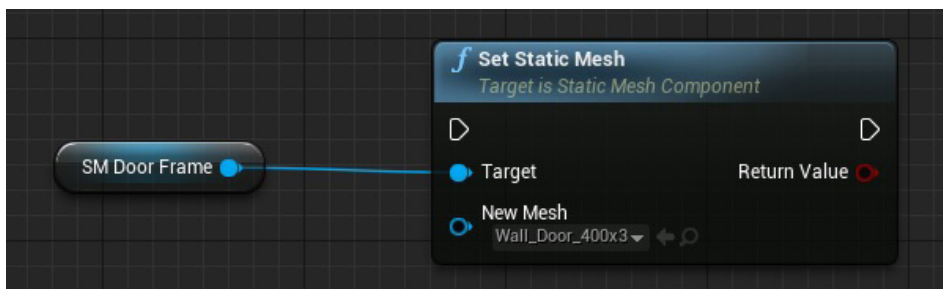 f Set Static Mesh
Target is Static Mesh Component
SM Door Frame
Target
Return Value
New Mesh
Wall_Door_400x3